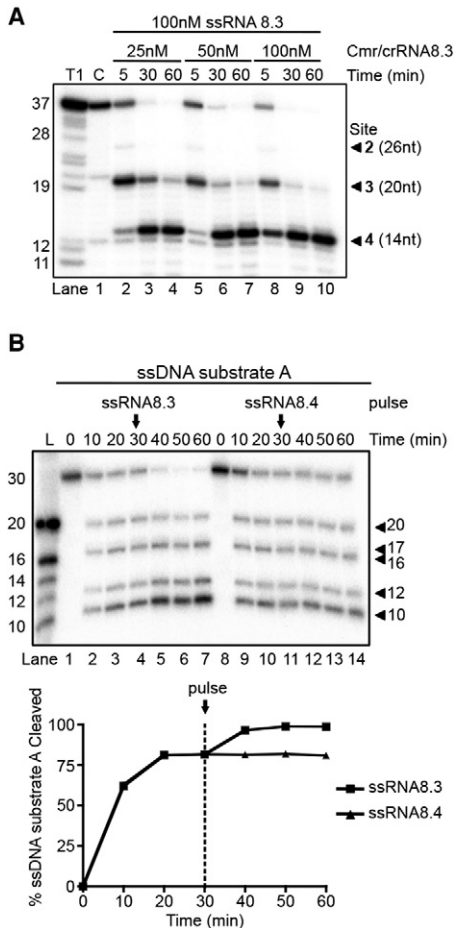 A
100nM ssRNA 8.3
25nM 50nM 100nM Cmr/crRNA8.3
T1 C 5 30 60 5 30 60 5 30 60 Time (min)
37
28
19
12
11
Site
◄2 (26nt)
◄3 (20nt)
◄4 (14nt)
Lane 1 2 3 4 5 6 7 8 9 10
B
ssDNA substrate A
ssRNA8.3 ssRNA8.4 pulse
L 0 10 20 30 40 50 60 0 10 20 30 40 50 60 Time (min)
30
20
16
14
12
10
◄20
◄17
◄16
◄12
◄10
Lane 1 2 3 4 5 6 7 8 9 10 11 12 13 14
pulse
% ssDNA substrate A Cleaved
100
75
50
25
0
0 10 20 30 40 50 60
Time (min)
ssRNA8.3
ssRNA8.4